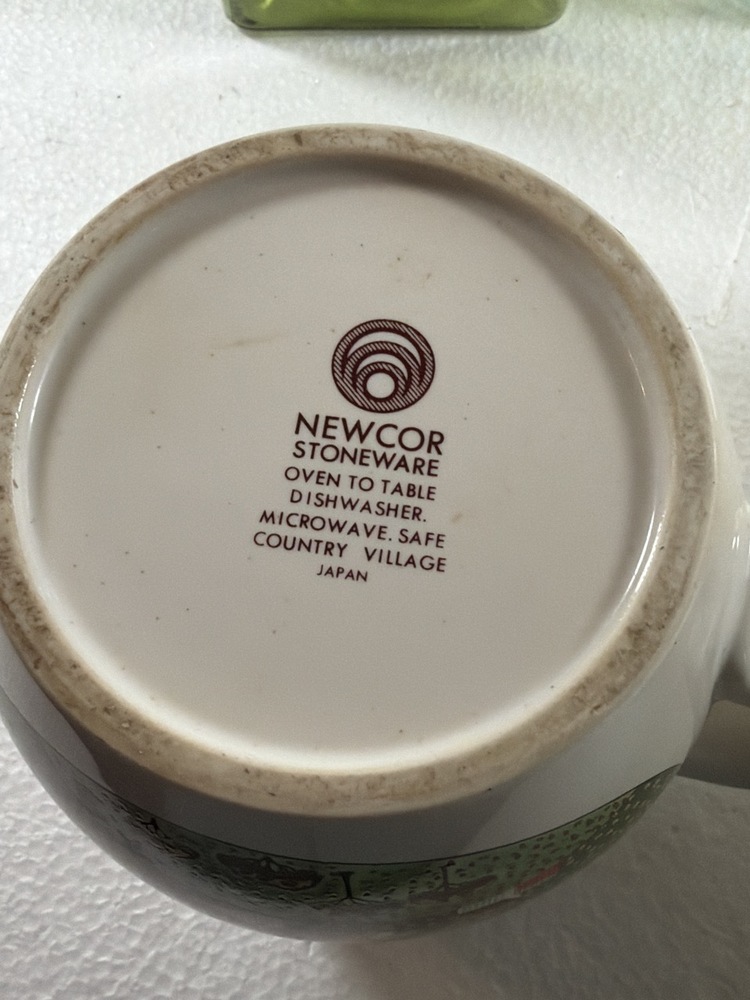 NEWCOR
STONEWARE
OVEN TO TABLE
DISHWASHER.
MICROWAVE. SAFE
COUNTRY VILLAGE
JAPAN